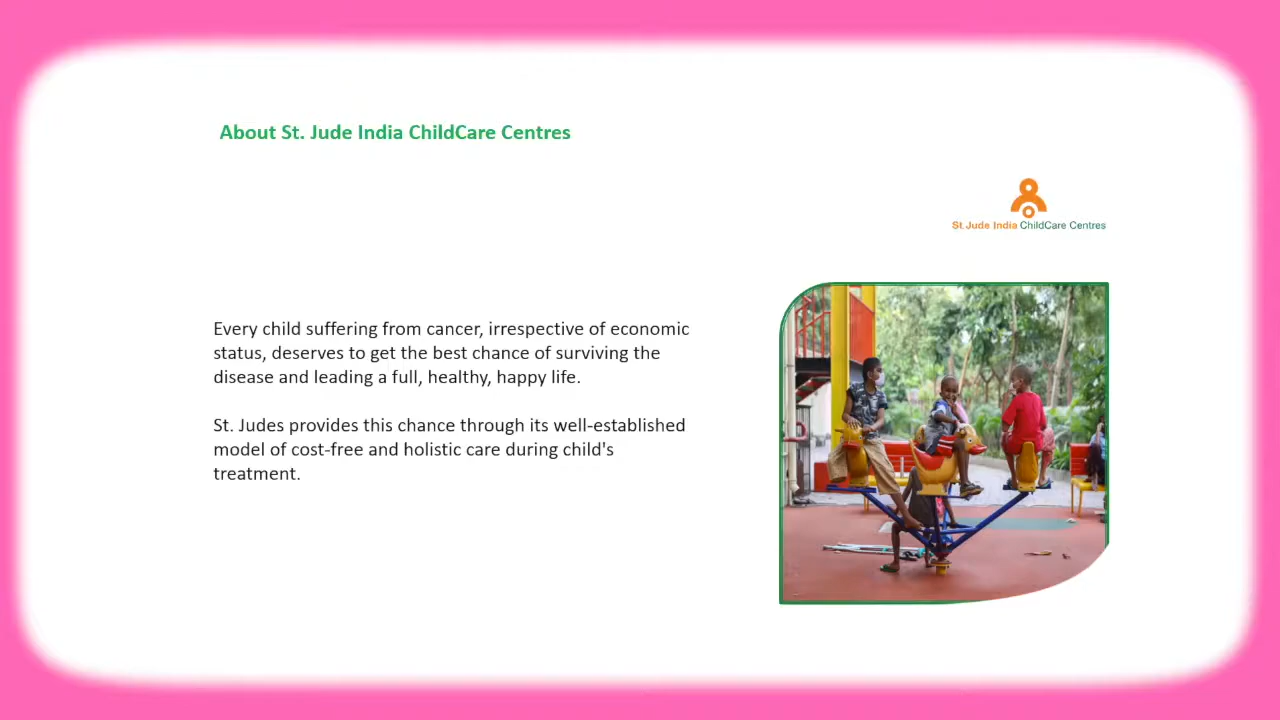 About St. Jude India ChildCare Centres
St. Jude India ChildCare Centres
Every child suffering from cancer, irrespective of economic
status, deserves to get the best chance of surviving the
disease and leading a full, healthy, happy life.
St. Judes provides this chance through its well-established
model of cost-free and holistic care during child's
treatment.